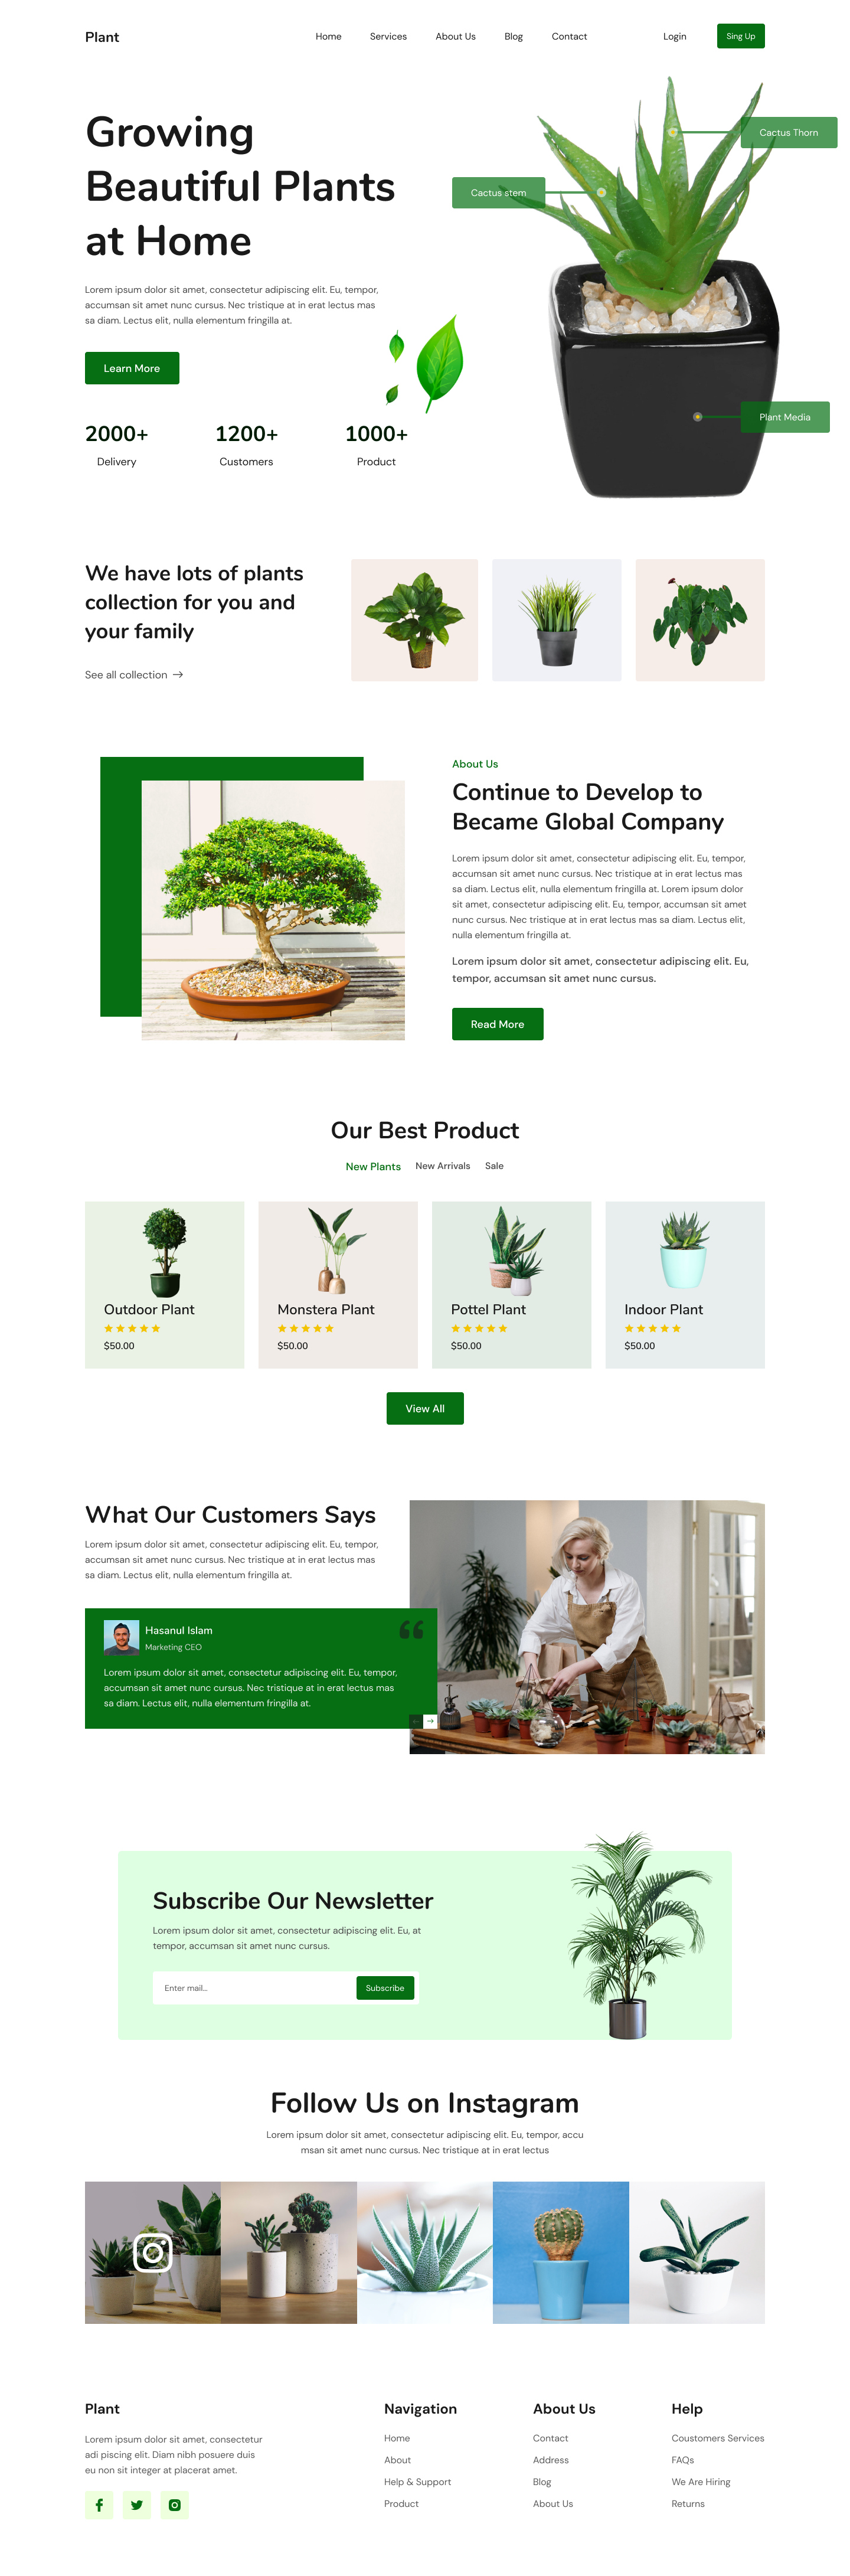 Plant
Home Services About Us Blog Contact Login Sing Up
Growing
Beautiful Plants
at Home
Cactus Thorn
Cactus stem
Lorem ipsum dolor sit amet, consectetur adipiscing elit. Eu, tempor,
accumsan sit amet nunc cursus. Nec tristique at in erat lectus mas
sa diam. Lectus elit, nulla elementum fringilla at.
Learn More
Plant Media
2000+ 1200+ 1000+
Delivery Customers Product
We have lots of plants
collection for you and
your family
See all collection →
About Us
Continue to Develop to
Became Global Company
Lorem ipsum dolor sit amet, consectetur adipiscing elit. Eu, tempor,
accumsan sit amet nunc cursus. Nec tristique at in erat lectus mas
sa diam. Lectus elit, nulla elementum fringilla at. Lorem ipsum dolor
sit amet, consectetur adipiscing elit. Eu, tempor, accumsan sit amet
nunc cursus. Nec tristique at in erat lectus mas sa diam. Lectus elit,
nulla elementum fringilla at.
Lorem ipsum dolor sit amet, consectetur adipiscing elit. Eu,
tempor, accumsan sit amet nunc cursus.
Read More
Our Best Product
New Plants New Arrivals Sale
Outdoor Plant
$50.00
Monstera Plant
$50.00
Pottel Plant
$50.00
Indoor Plant
$50.00
View All
What Our Customers Says
Lorem ipsum dolor sit amet, consectetur adipiscing elit. Eu, tempor,
accumsan sit amet nunc cursus. Nec tristique at in erat lectus mas
sa diam. Lectus elit, nulla elementum fringilla at.
Hasanul Islam
Marketing CEO
Lorem ipsum dolor sit amet, consectetur adipiscing elit. Eu, tempor,
accumsan sit amet nunc cursus. Nec tristique at in erat lectus mas
sa diam. Lectus elit, nulla elementum fringilla at.
Subscribe Our Newsletter
Lorem ipsum dolor sit amet, consectetur adipiscing elit. Eu, at
tempor, accumsan sit amet nunc cursus.
Enter mail... Subscribe
Follow Us on Instagram
Lorem ipsum dolor sit amet, consectetur adipiscing elit. Eu, tempor, accu
msan sit amet nunc cursus. Nec tristique at in erat lectus
Plant
Lorem ipsum dolor sit amet, consectetur
adi piscing elit. Diam nibh posuere duis
eu non sit integer at placerat amet.
Navigation
Home
About
Help & Support
Product
About Us
Contact
Address
Blog
About Us
Help
Coustomers Services
FAQs
We Are Hiring
Returns